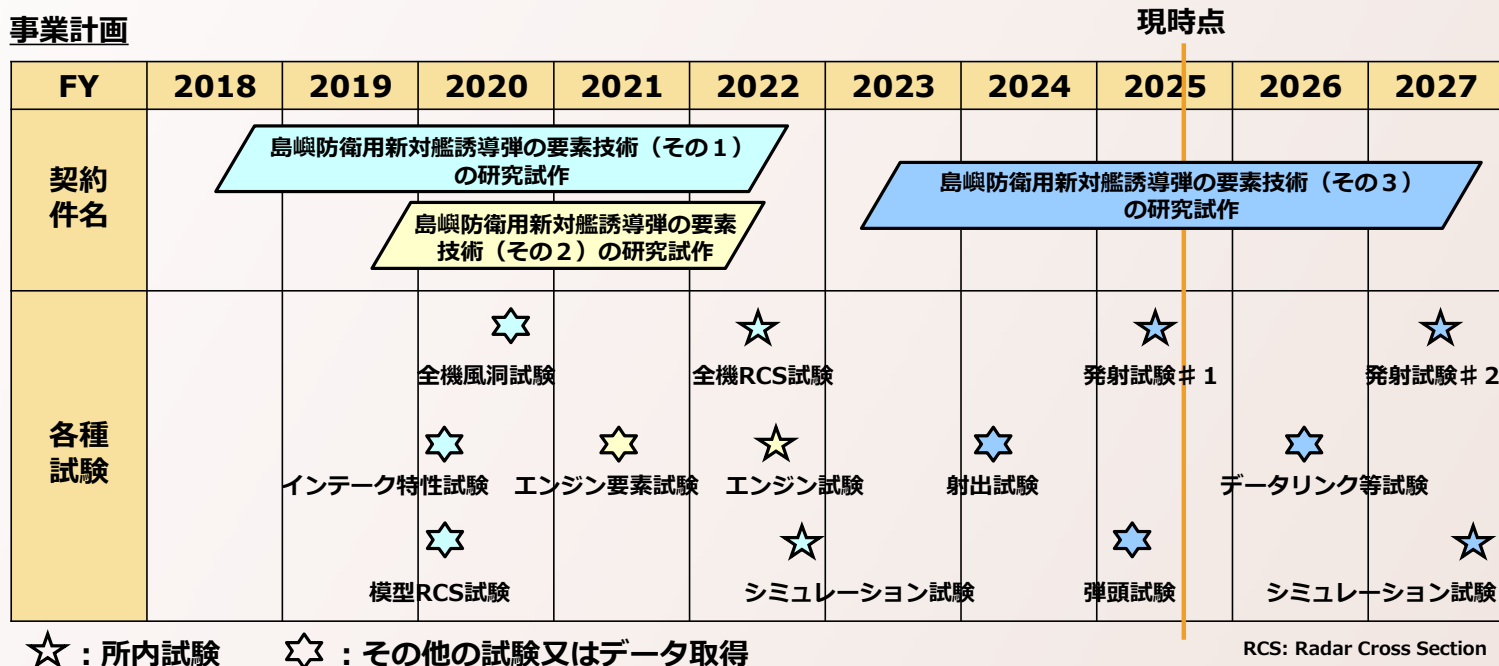 事業計画
現時点
FY 2018 2019 2020 2021 2022 2023 2024 2025 2026 2027
契約
件名
島嶼防衛用新対艦誘導弾の要素技術（その１）
の研究試作
島嶼防衛用新対艦誘導弾の要素
技術（その２）の研究試作
島嶼防衛用新対艦誘導弾の要素技術（その３）
の研究試作
各種
試験
全機風洞試験 全機RCS試験 発射試験＃1 発射試験＃2
インテーク特性試験 エンジン要素試験 エンジン試験 射出試験 データリンク等試験
模型RCS試験 シミュレーション試験 弾頭試験 シミュレーション試験
☆：所内試験 ✡：その他の試験又はデータ取得
RCS: Radar Cross Section